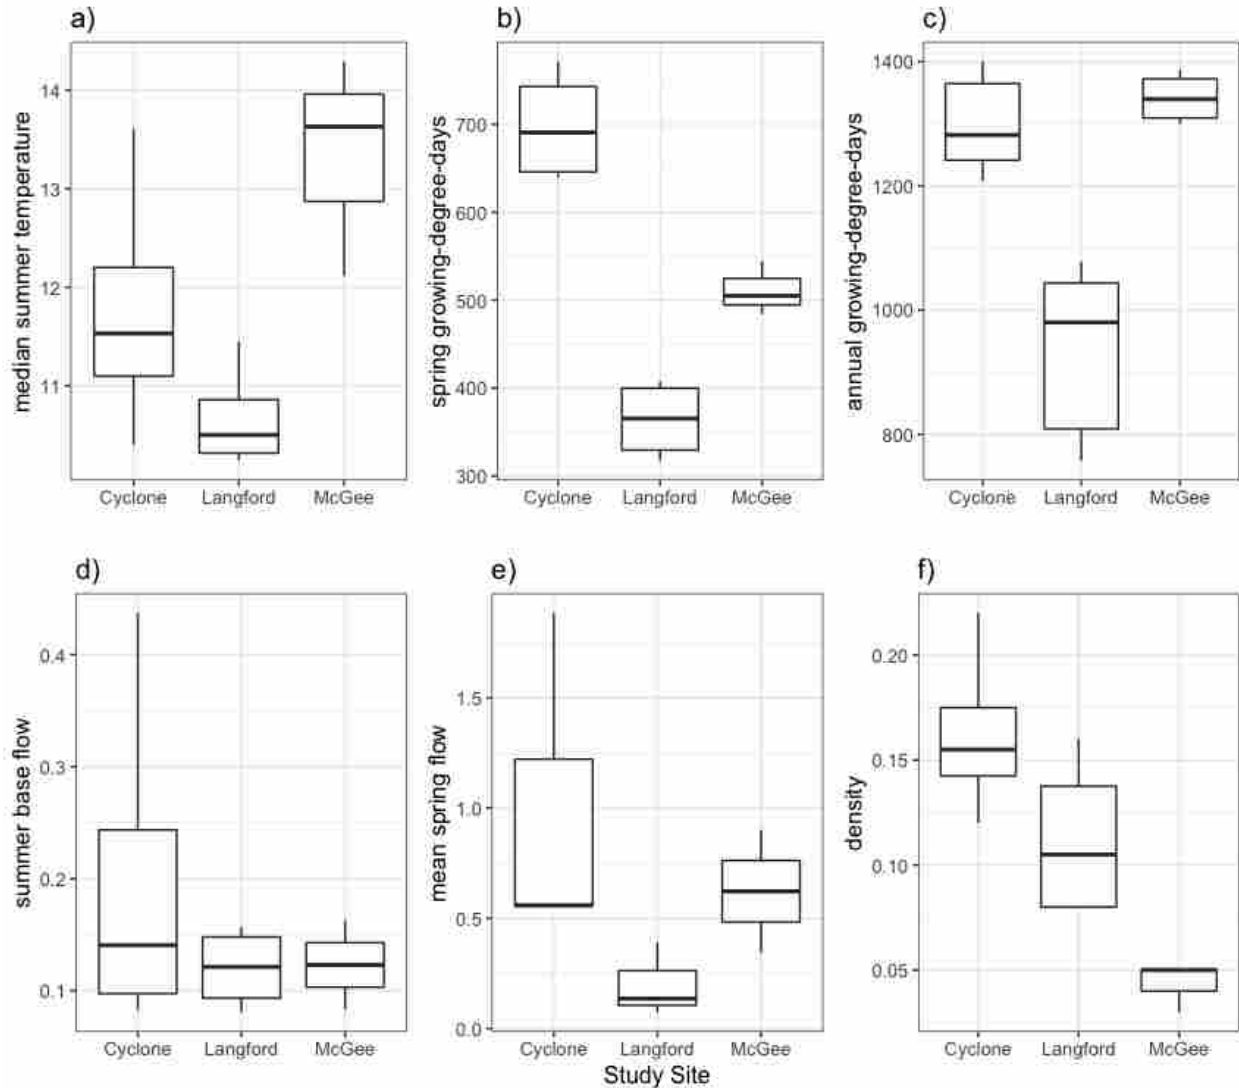 a)
median summer temperature
14
13
12
11
Cyclone Langford McGee
b)
spring growing-degree-days
700
600
500
400
300
Cyclone Langford McGee
c)
annual growing-degree-days
1400
1200
1000
800
Cyclone Langford McGee
d)
summer base flow
0.4
0.3
0.2
0.1
Cyclone Langford McGee
e)
mean spring flow
1.5
1.0
0.5
0.0
Cyclone Langford McGee
f)
density
0.20
0.15
0.10
0.05
Cyclone Langford McGee
Study Site